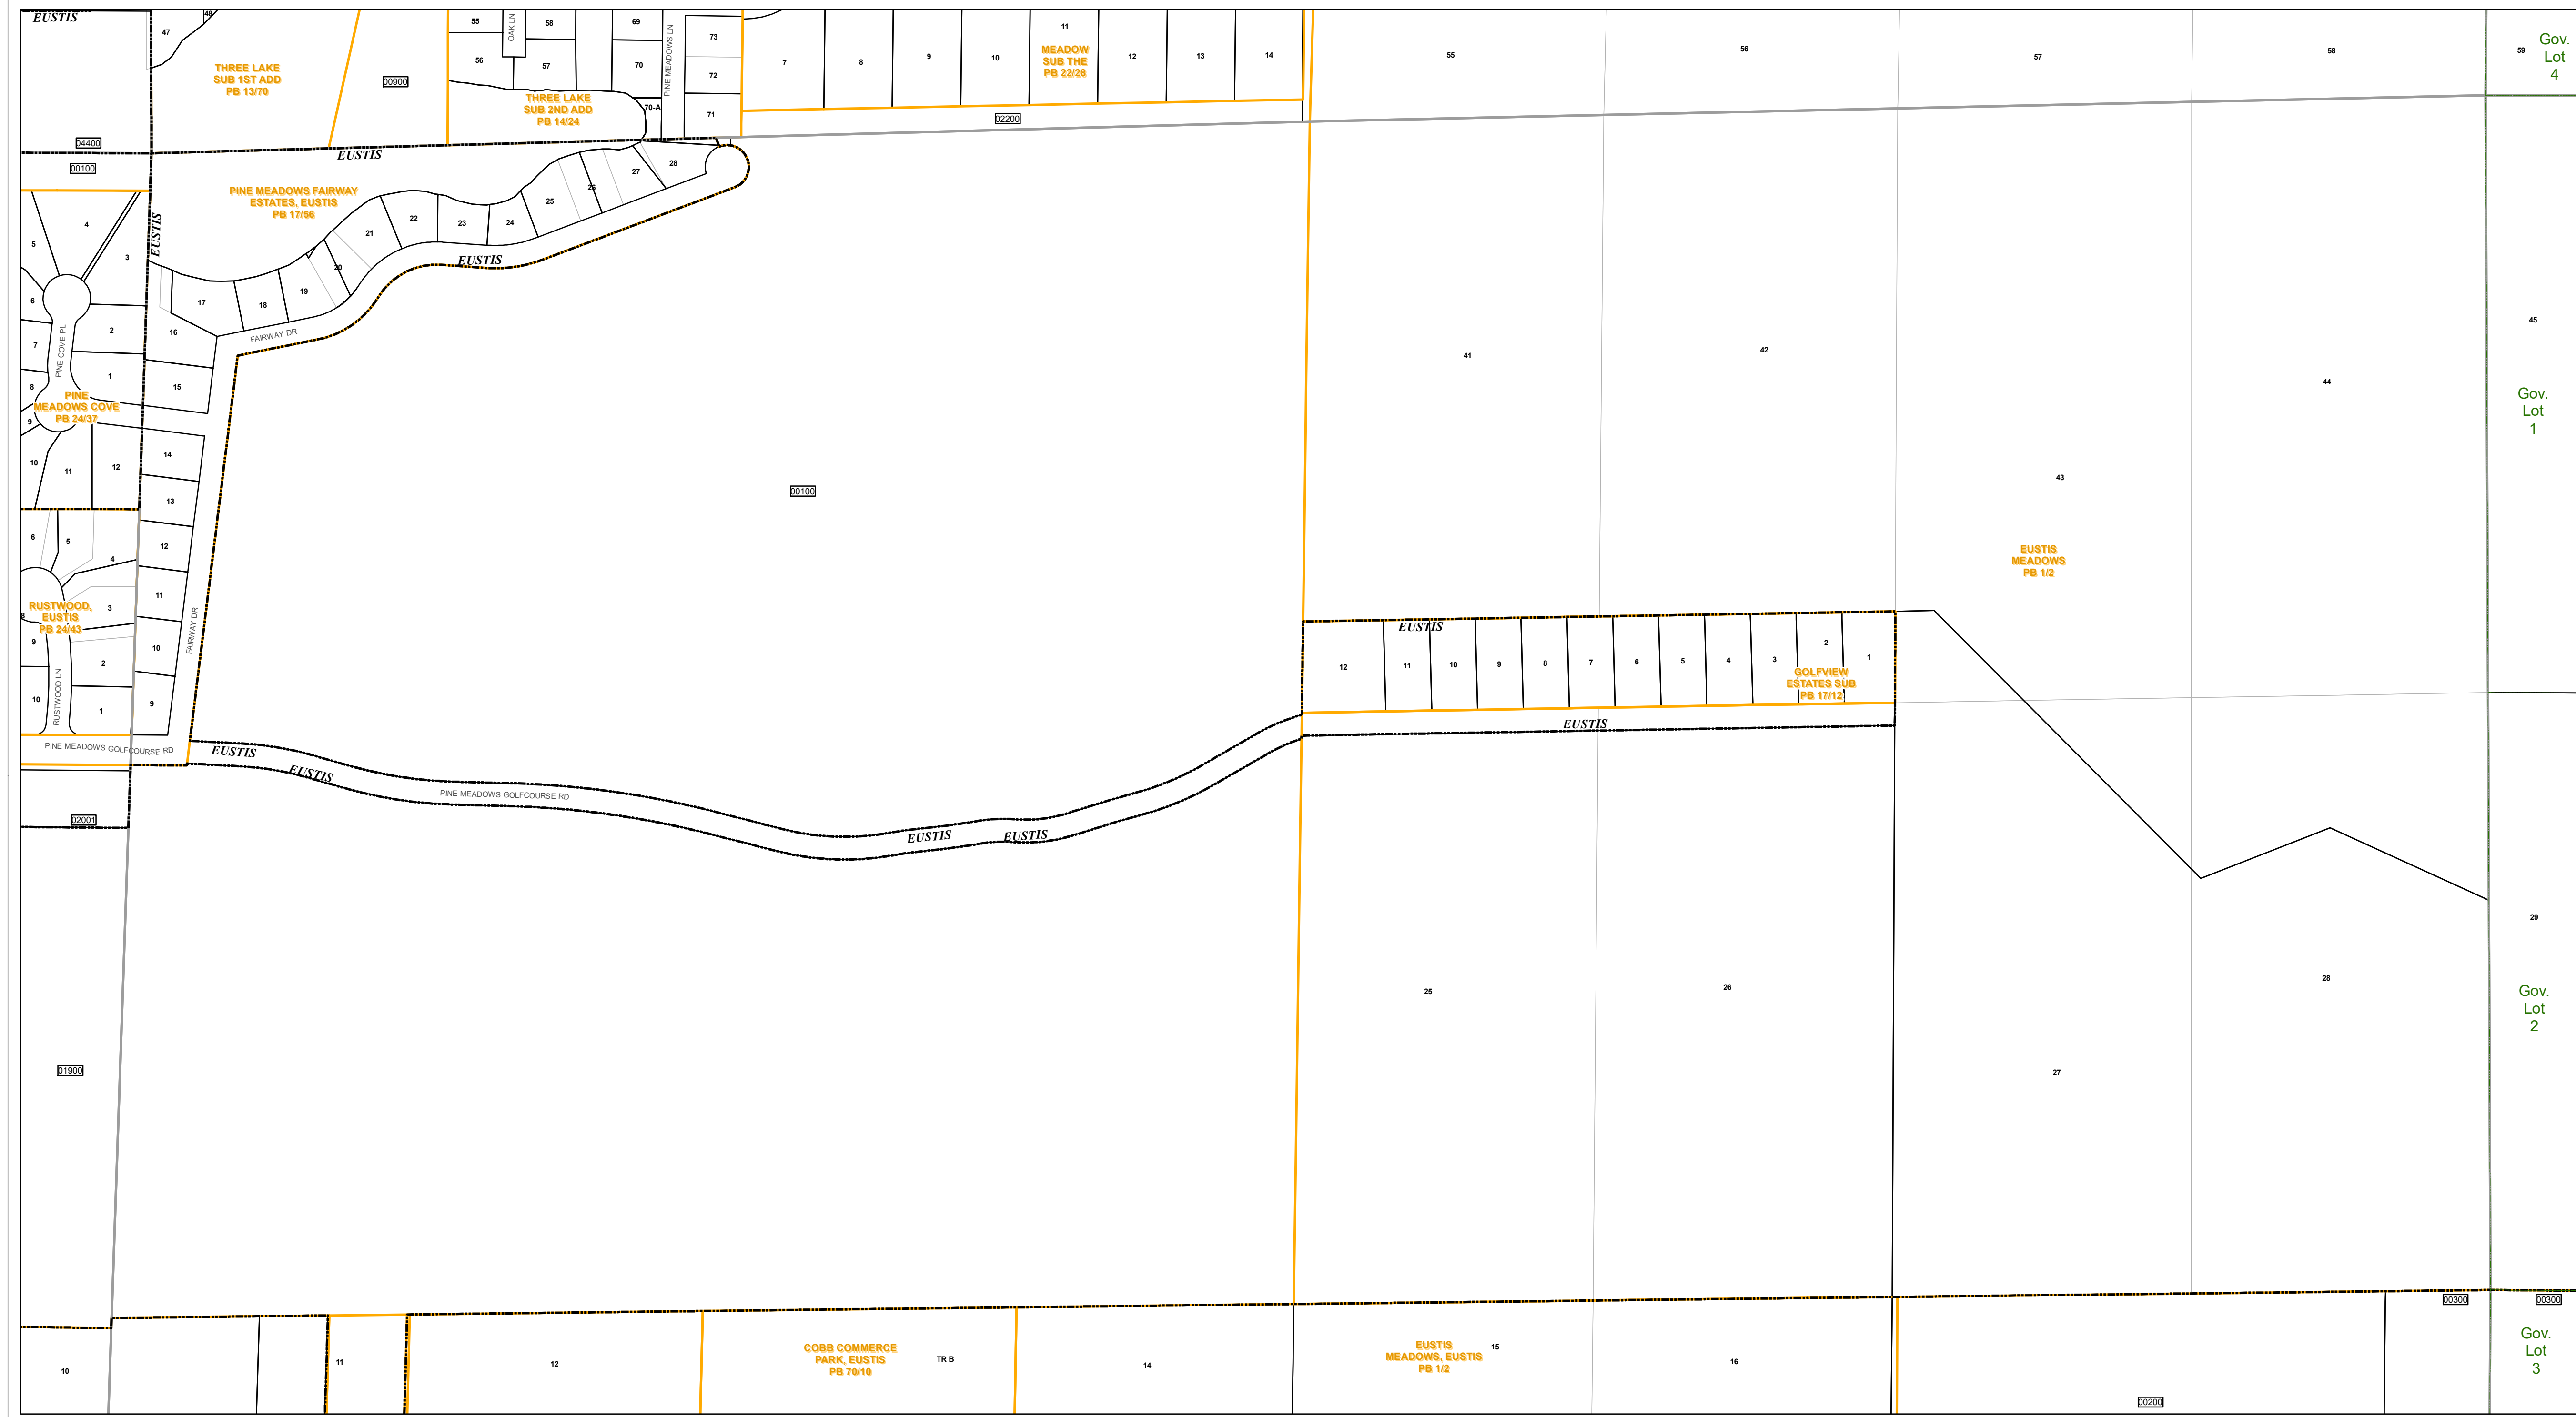 EUSTIS
48
47
THREE LAKE
SUB 1ST ADD
PB 13/70
00900
55
56
OAK LN
58
57
THREE LAKE
SUB 2ND ADD
PB 14/24
69
70
70-A
PINE MEADOWS LN
73
72
71
7
8
9
10
11
MEADOW
SUB THE
PB 22/28
12
13
14
02200
55
56
57
58
59
Gov.
Lot
4
04400
00100
EUSTIS
EUSTIS
PINE MEADOWS FAIRWAY
ESTATES, EUSTIS
PB 17/56
28
27
26
25
24
23
22
21
20
19
18
17
16
15
EUSTIS
FAIRWAY DR
4
5
3
6
2
7
PINE COVE PL
1
8
PINE
MEADOWS COVE
PB 24/37
9
10
11
12
14
13
12
11
10
9
FAIRWAY DR
6
5
4
3
RUSTWOOD,
EUSTIS
PB 24/43
8
9
2
10
1
RUSTWOOD LN
PINE MEADOWS GOLFCOURSE RD
00100
41
42
43
44
45
Gov.
Lot
1
EUSTIS
MEADOWS
PB 1/2
EUSTIS
12
11
10
9
8
7
6
5
4
3
2
1
GOLFVIEW
ESTATES SUB
PB 17/12
EUSTIS
EUSTIS
EUSTIS
PINE MEADOWS GOLFCOURSE RD
EUSTIS
EUSTIS
02001
01900
25
26
27
28
29
Gov.
Lot
2
00300
00300
10
11
12
COBB COMMERCE
PARK, EUSTIS
PB 70/10
TR B
14
EUSTIS
MEADOWS, EUSTIS
PB 1/2
15
16
00200
Gov.
Lot
3